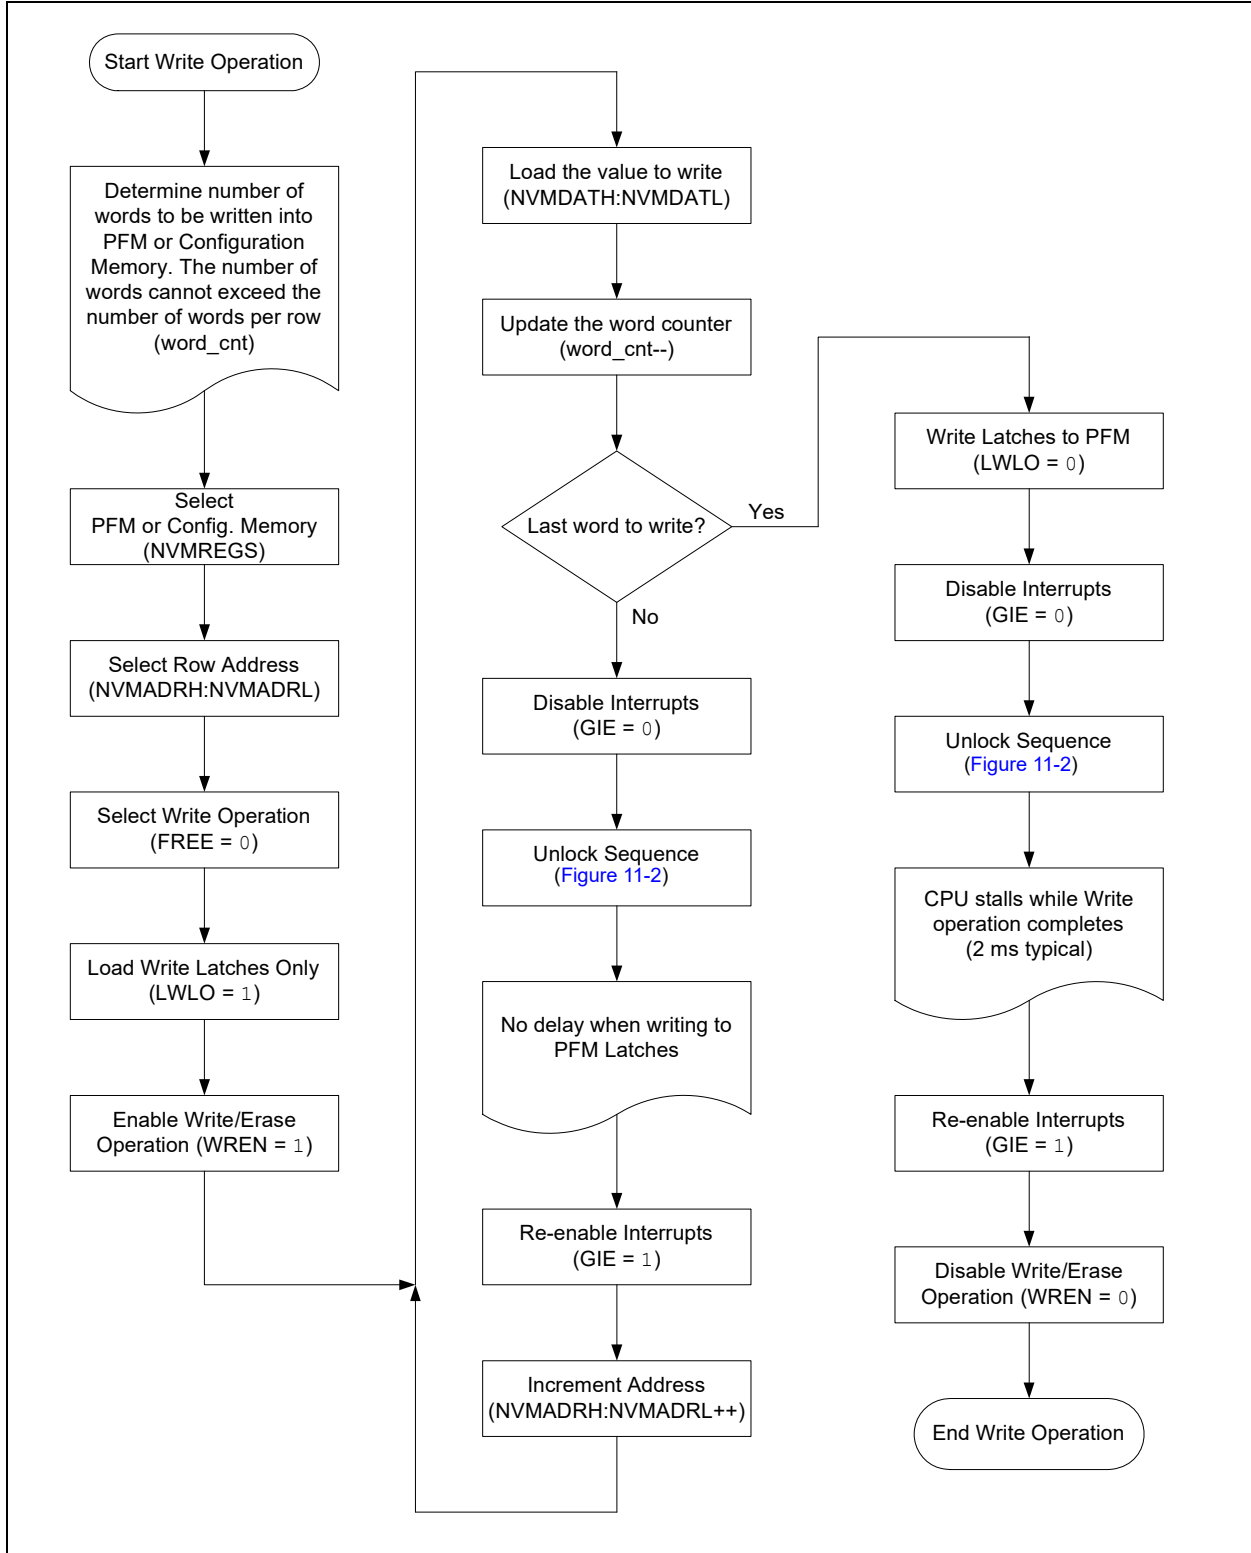 Start Write Operation
Determine number of
words to be written into
PFM or Configuration
Memory. The number of
words cannot exceed the
number of words per row
(word_cnt)
Select
PFM or Config. Memory
(NVMREGS)
Select Row Address
(NVMADRH:NVMADRL)
Select Write Operation
(FREE = 0)
Load Write Latches Only
(LWLO = 1)
Enable Write/Erase
Operation (WREN = 1)
Load the value to write
(NVMDATH:NVMDATL)
Update the word counter
(word_cnt--)
Last word to write?
Yes
No
Disable Interrupts
(GIE = 0)
Unlock Sequence
(Figure 11-2)
No delay when writing to
PFM Latches
Re-enable Interrupts
(GIE = 1)
Increment Address
(NVMADRH:NVMADRL++)
Write Latches to PFM
(LWLO = 0)
Disable Interrupts
(GIE = 0)
Unlock Sequence
(Figure 11-2)
CPU stalls while Write
operation completes
(2 ms typical)
Re-enable Interrupts
(GIE = 1)
Disable Write/Erase
Operation (WREN = 0)
End Write Operation